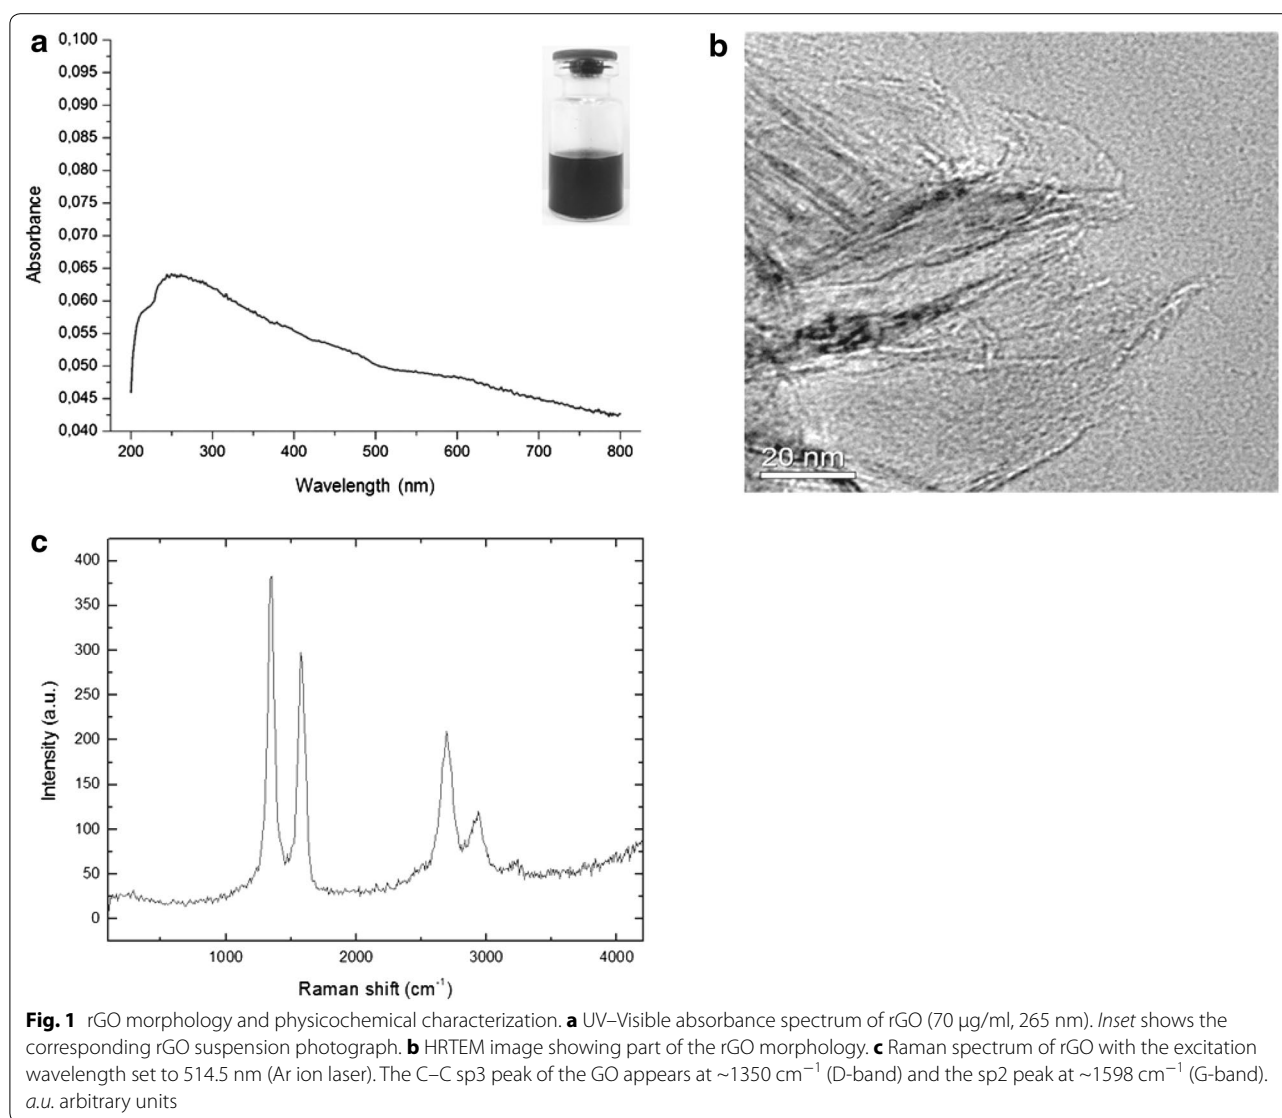 a
0,100
0,095
0,090
0,085
0,080
0,075
0,070
0,065
0,060
0,055
0,050
0,045
0,040
Absorbance
200 300 400 500 600 700 800
Wavelength (nm)
b
20 nm
c
400
350
300
250
200
150
100
50
0
Intensity (a.u.)
1000 2000 3000 4000
Raman shift (cm⁻¹)
Fig. 1 rGO morphology and physicochemical characterization. a UV–Visible absorbance spectrum of rGO (70 µg/ml, 265 nm). Inset shows the
corresponding rGO suspension photograph. b HRTEM image showing part of the rGO morphology. c Raman spectrum of rGO with the excitation
wavelength set to 514.5 nm (Ar ion laser). The C–C sp3 peak of the GO appears at ~1350 cm⁻¹ (D-band) and the sp2 peak at ~1598 cm⁻¹ (G-band).
a.u. arbitrary units